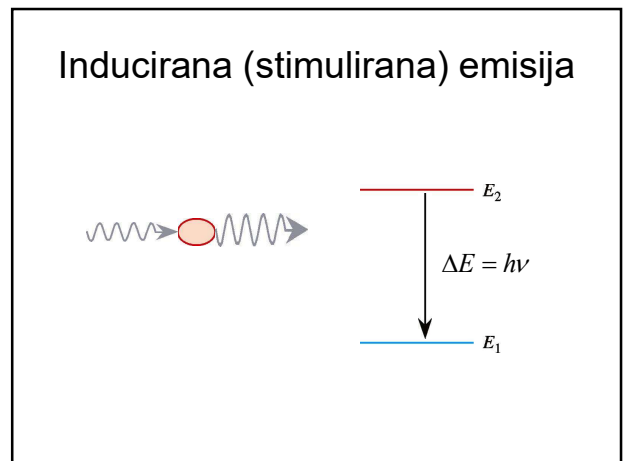 Inducirana (stimulirana) emisija
E₂
ΔE = hν
E₁